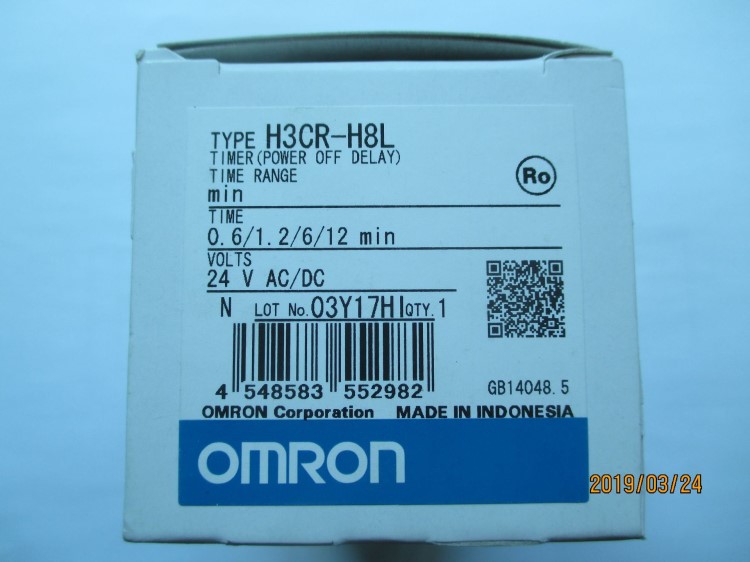 TYPE H3CR-H8L
TIMER(POWER OFF DELAY)
TIME RANGE
min
Ro
TIME
0.6/1.2/6/12 min
VOLTS
24 V AC/DC
N LOT No.03Y17HIQTY.1
4 548583 552982
GB14048.5
OMRON Corporation MADE IN INDONESIA
OMRON
2019/03/24